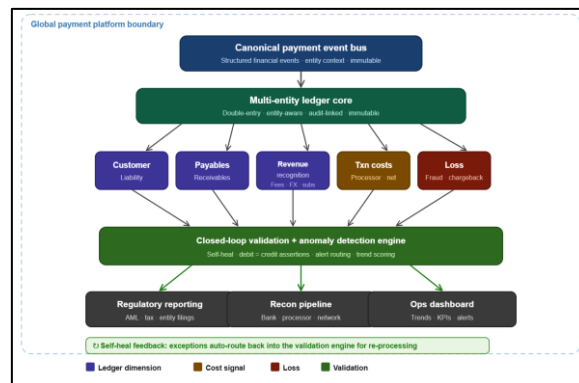 Global payment platform boundary
Canonical payment event bus
Structured financial events · entity context · immutable
Multi-entity ledger core
Double-entry · entity-aware · audit-linked · immutable
Customer
Liability
Payables
Receivables
Revenue
recognition
Fees · FX · subs
Txn costs
Processor · net
Loss
Fraud · chargeback
Closed-loop validation + anomaly detection engine
Self-heal · debit = credit assertions · alert routing · trend scoring
Regulatory reporting
AML · tax · entity filings
Recon pipeline
Bank · processor · network
Ops dashboard
Trends · KPIs · alerts
↻ Self-heal feedback: exceptions auto-route back into the validation engine for re-processing
Ledger dimension
Cost signal
Loss
Validation